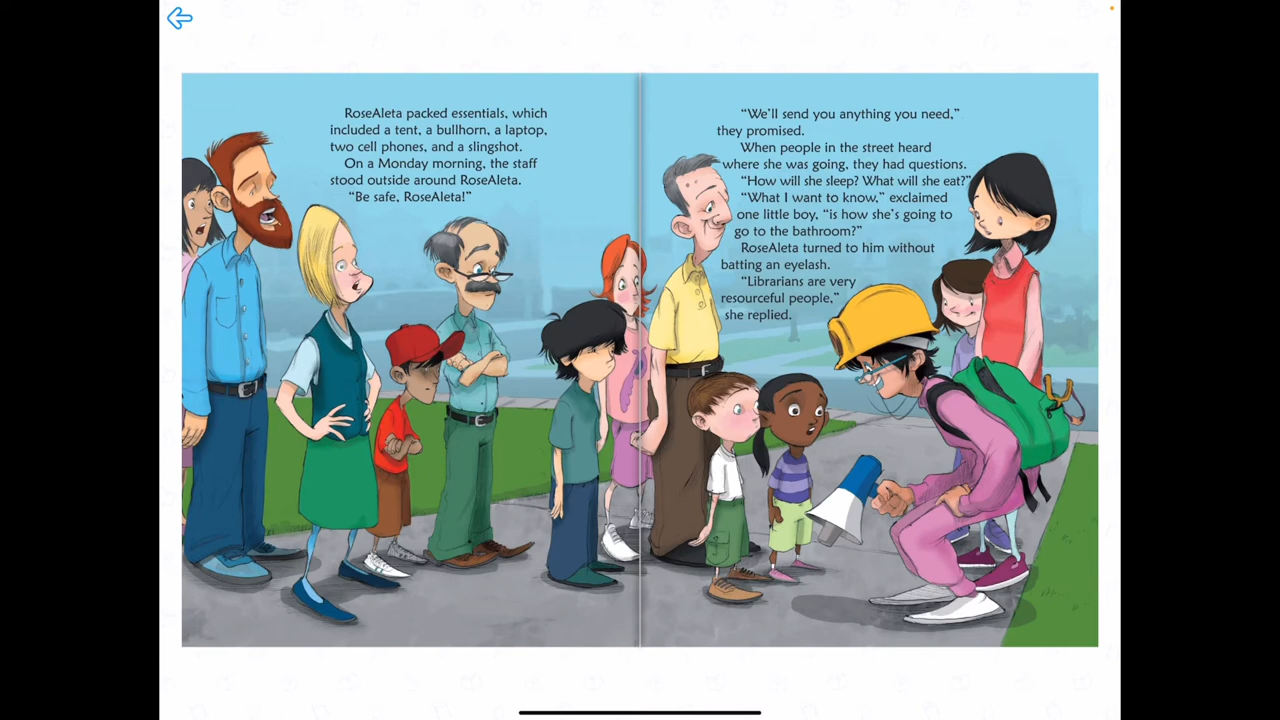 RoseAleta packed essentials, which
included a tent, a bullhorn, a laptop,
two cell phones, and a slingshot.
On a Monday morning, the staff
stood outside around RoseAleta.
“Be safe, RoseAleta!”
“We’ll send you anything you need,”
they promised.
When people in the street heard
where she was going, they had questions.
“How will she sleep? What will she eat?”
“What I want to know,” exclaimed
one little boy, “is how she’s going to
go to the bathroom?”
RoseAleta turned to him without
batting an eyelash.
“Librarians are very
resourceful people,”
she replied.